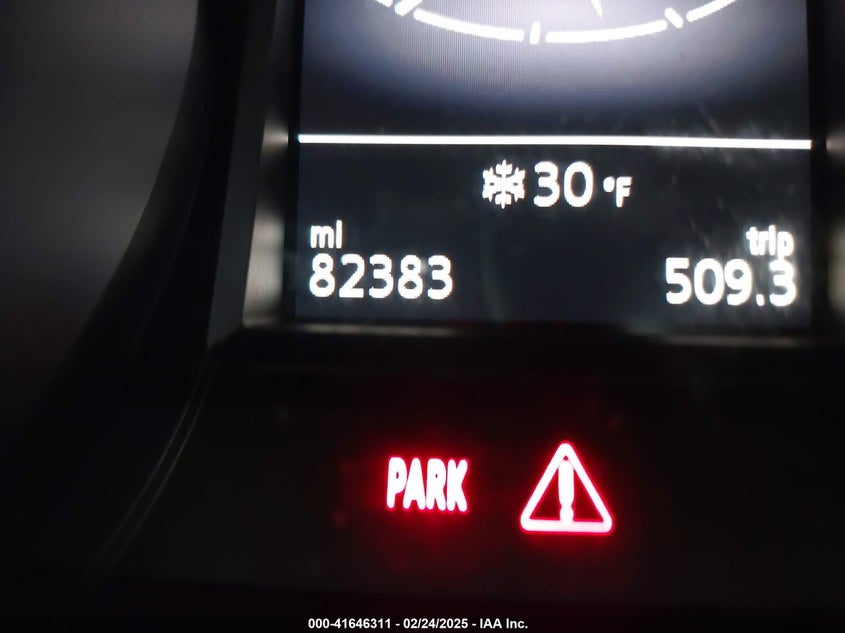 30 °F
mi
trip
82383
509.3
PARK
000-41646311 - 02/24/2025 - IAA Inc.